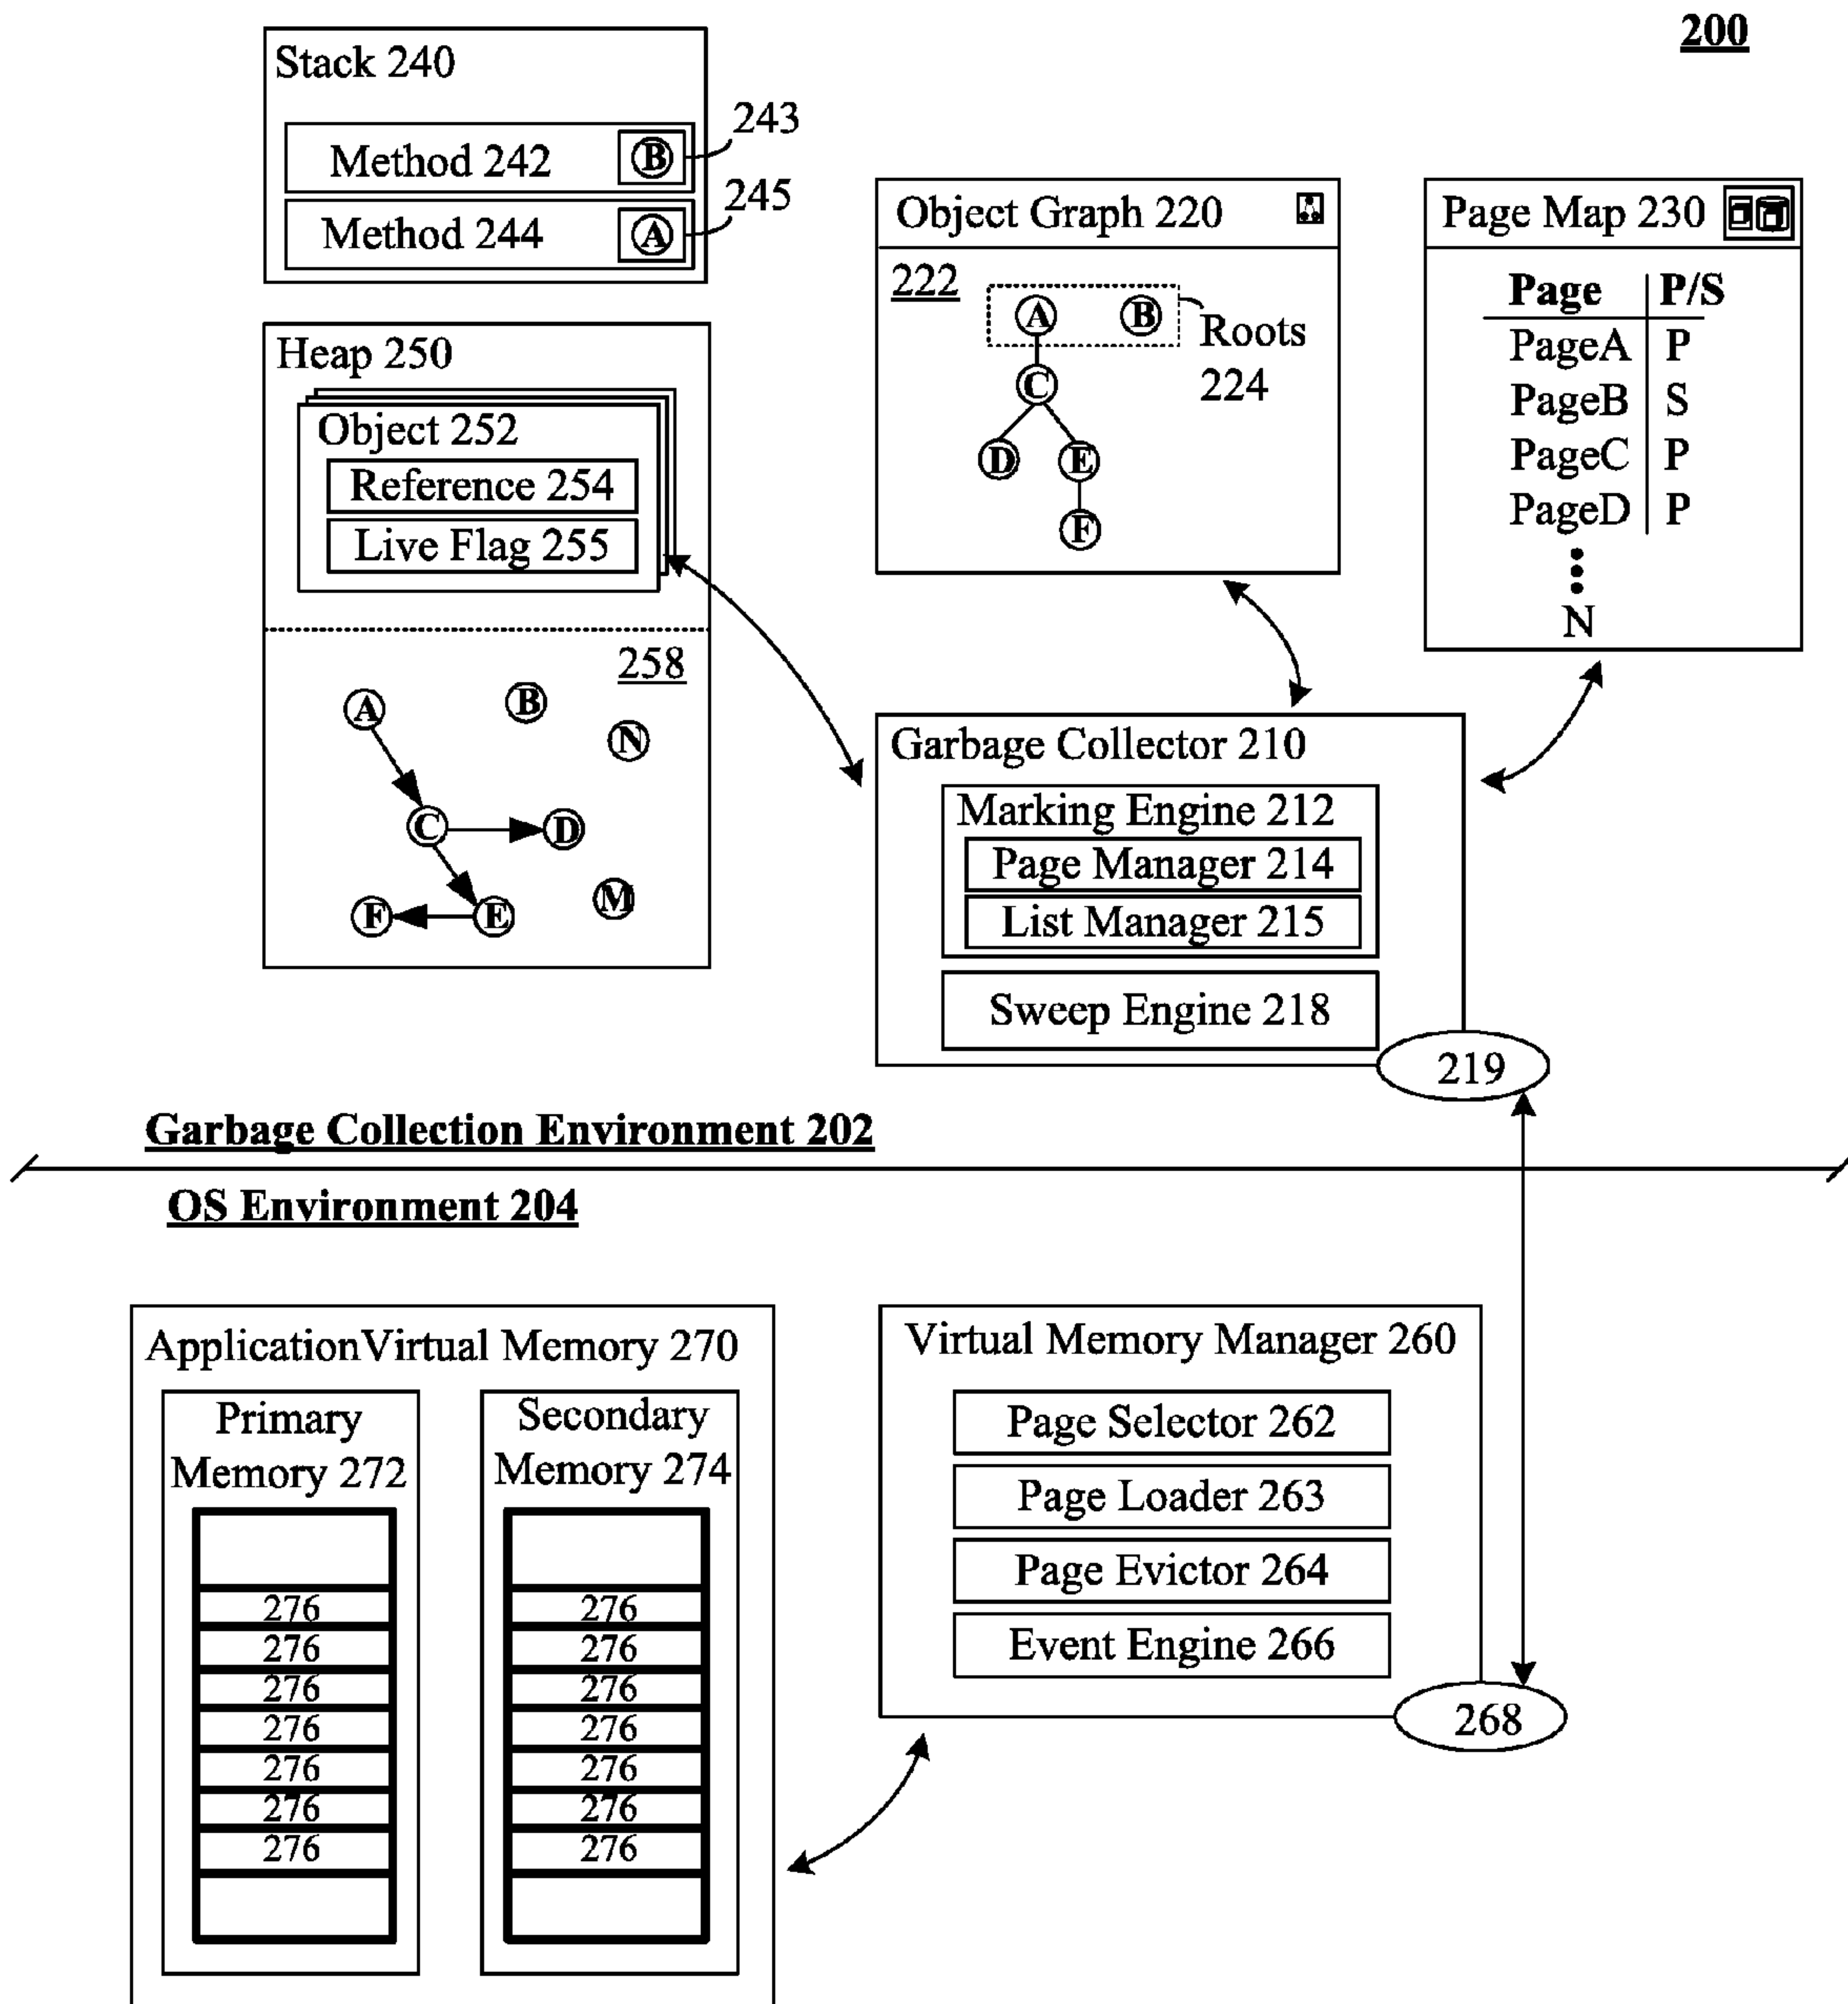 200
Stack 240
Method 242
B
243
Method 244
A
245
Heap 250
Object 252
Reference 254
Live Flag 255
258
A
B
N
C
D
M
F
E
Object Graph 220
222
A
B
Roots
224
C
D
E
F
Page Map 230
Page P/S
PageA P
PageB S
PageC P
PageD P
N
Garbage Collector 210
Marking Engine 212
Page Manager 214
List Manager 215
Sweep Engine 218
219
Garbage Collection Environment 202
OS Environment 204
ApplicationVirtual Memory 270
Primary
Memory 272
276
276
276
276
276
276
276
Secondary
Memory 274
276
276
276
276
276
276
276
Virtual Memory Manager 260
Page Selector 262
Page Loader 263
Page Evictor 264
Event Engine 266
268